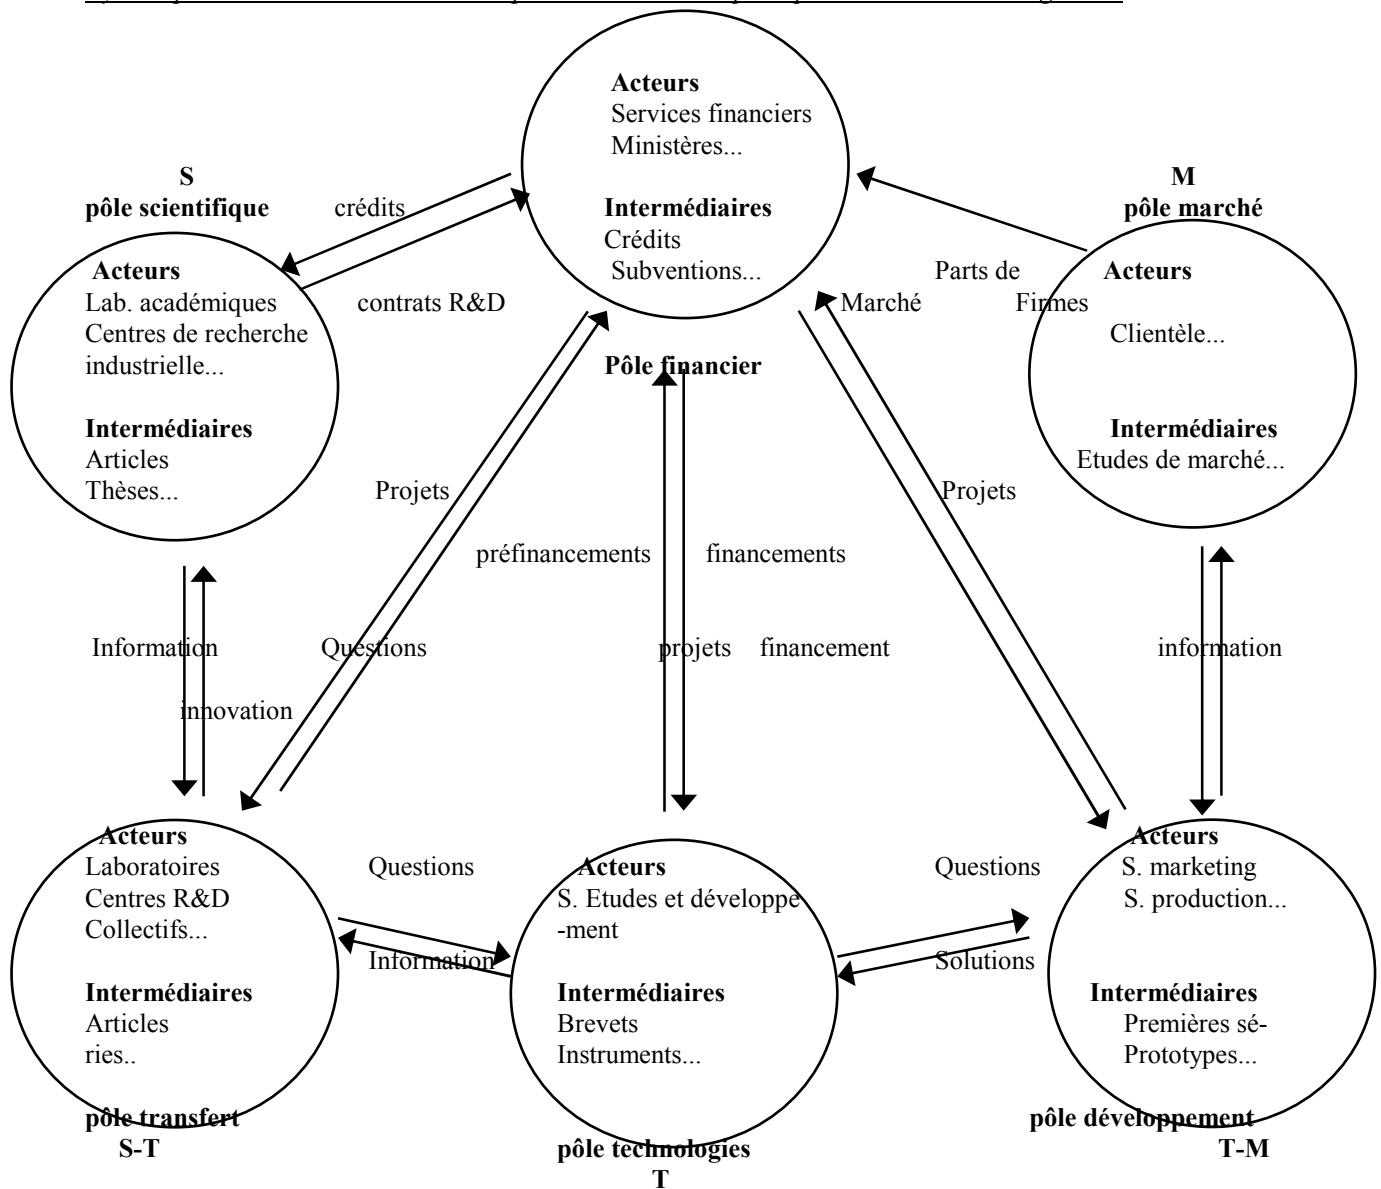 Acteurs
Services financiers
Ministères...
Intermédiaires
Crédits
Subventions...
Pôle financier
S
pôle scientifique
crédits
contrats R&D
Acteurs
Lab. académiques
Centres de recherche
industrielle...
Intermédiaires
Articles
Thèses...
M
pôle marché
Parts de
Marché Firmes
Acteurs
Clientèle...
Intermédiaires
Etudes de marché...
Projets
Projets
préfinancements
financements
Information
Questions
projets financement
information
innovation
Acteurs
Laboratoires
Centres R&D
Collectifs...
Intermédiaires
Articles
ries..
pôle transfert
S-T
Questions
Information
Acteurs
S. Etudes et développe
-ment
Intermédiaires
Brevets
Instruments...
pôle technologies
T
Questions
Solutions
Acteurs
S. marketing
S. production...
Intermédiaires
Premières sé-
Prototypes...
pôle développement
T-M